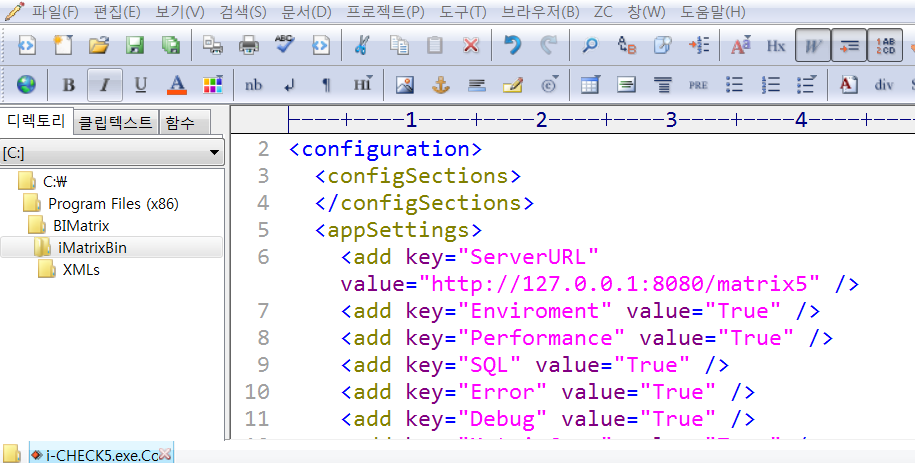 파일(F) 편집(E) 보기(V) 검색(S) 문서(D) 프로젝트(P) 도구(T) 브라우저(B) ZC 창(W) 도움말(H)
Hx W
B I U A nb ¶ HÍ PRE A div
디렉토리 클립텍스트 함수
[C:]
C:₩
Program Files (x86)
BIMatrix
iMatrixBin
XMLs
----+----1----+----2----+----3----+----4----+---
2 <configuration>
3 <configSections>
4 </configSections>
5 <appSettings>
6 <add key="ServerURL"
value="http://127.0.0.1:8080/matrix5" />
7 <add key="Enviroment" value="True" />
8 <add key="Performance" value="True" />
9 <add key="SQL" value="True" />
10 <add key="Error" value="True" />
11 <add key="Debug" value="True" />
i-CHECK5.exe.Co